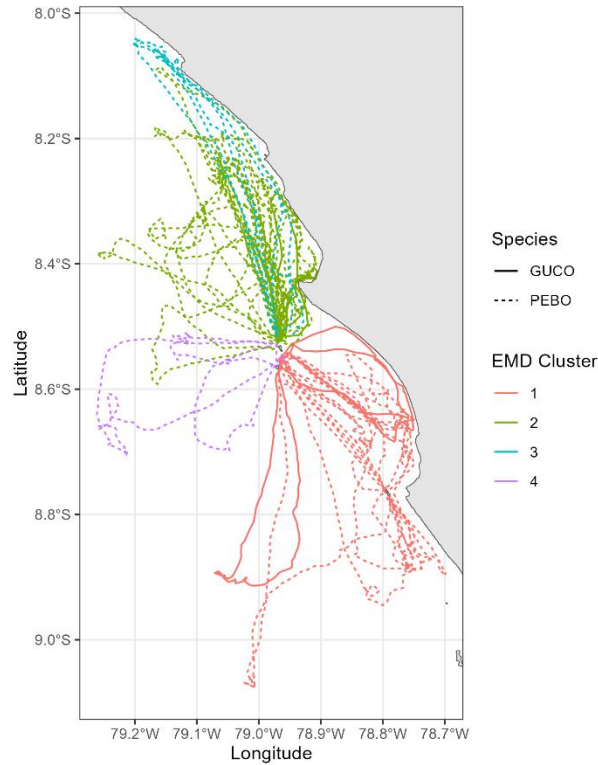 8.0°S
8.2°S
8.4°S
8.6°S
8.8°S
9.0°S
Latitude
79.2°W 79.1°W 79.0°W 78.9°W 78.8°W 78.7°W
Longitude
Species
GUCO
PEBO
EMD Cluster
1
2
3
4